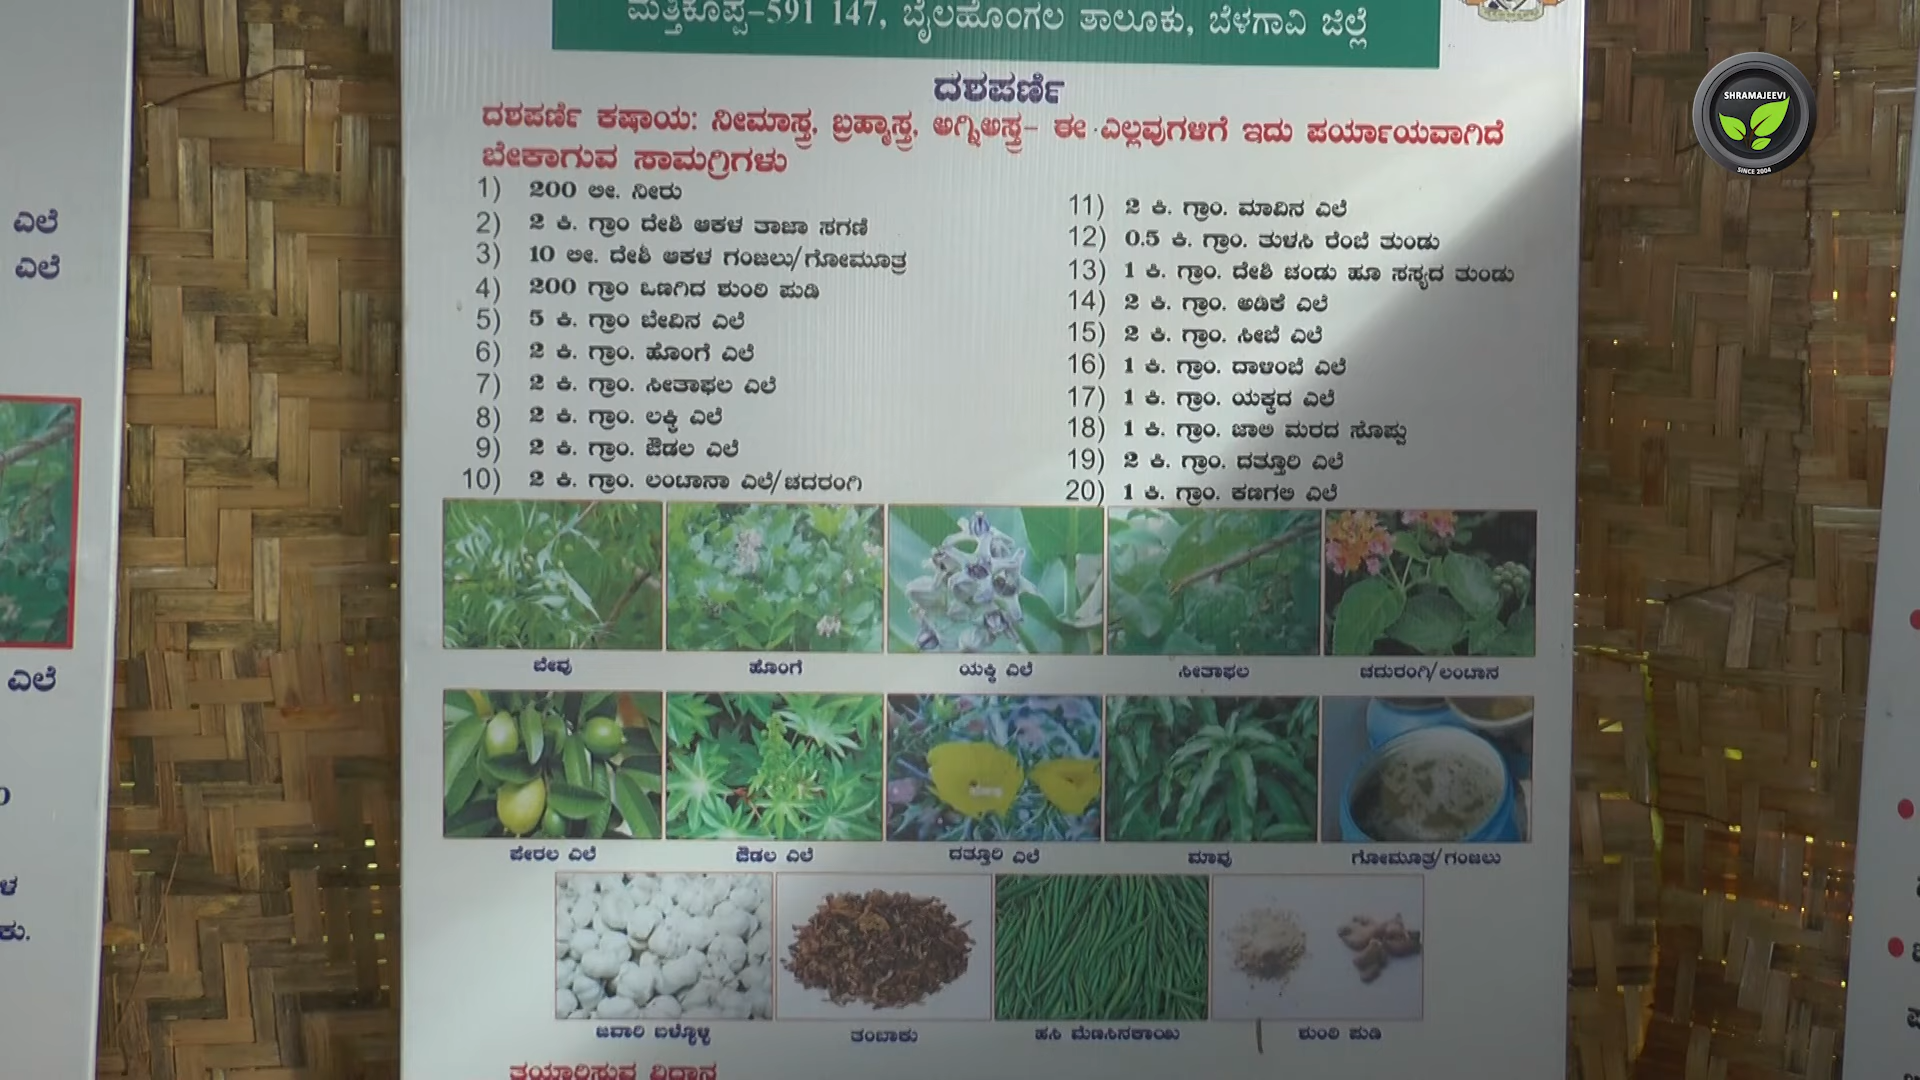 ಮತ್ತಿಕೊಪ್ಪ-591 147, ಬೈಲಹೊಂಗಲ ತಾಲೂಕು, ಬೆಳಗಾವಿ ಜಿಲ್ಲೆ
SHRAMAJEEVI
SINCE 2004
ದಶಪರ್ಣಿ
ದಶಪರ್ಣಿ ಕಷಾಯ: ನೀಮಾಸ್ತ್ರ, ಬ್ರಹ್ಮಾಸ್ತ್ರ, ಅಗ್ನಿಅಸ್ತ್ರ- ಈ ಎಲ್ಲವುಗಳಿಗೆ ಇದು ಪರ್ಯಾಯವಾಗಿದೆ
ಬೇಕಾಗುವ ಸಾಮಗ್ರಿಗಳು
1) 200 ಲೀ. ನೀರು
2) 2 ಕಿ. ಗ್ರಾಂ ದೇಶಿ ಆಕಳ ತಾಜಾ ಸಗಣಿ
3) 10 ಲೀ. ದೇಶಿ ಆಕಳ ಗಂಜಲು/ಗೋಮೂತ್ರ
4) 200 ಗ್ರಾಂ ಒಣಗಿದ ಶುಂಠಿ ಪುಡಿ
5) 5 ಕಿ. ಗ್ರಾಂ ಬೇವಿನ ಎಲೆ
6) 2 ಕಿ. ಗ್ರಾಂ. ಹೊಂಗೆ ಎಲೆ
7) 2 ಕಿ. ಗ್ರಾಂ. ಸೀತಾಫಲ ಎಲೆ
8) 2 ಕಿ. ಗ್ರಾಂ. ಲಕ್ಕಿ ಎಲೆ
9) 2 ಕಿ. ಗ್ರಾಂ. ಔಡಲ ಎಲೆ
10) 2 ಕಿ. ಗ್ರಾಂ. ಲಂಟಾನಾ ಎಲೆ/ಚದರಂಗಿ
11) 2 ಕಿ. ಗ್ರಾಂ. ಮಾವಿನ ಎಲೆ
12) 0.5 ಕಿ. ಗ್ರಾಂ. ತುಳಸಿ ರೆಂಬೆ ತುಂಡು
13) 1 ಕಿ. ಗ್ರಾಂ. ದೇಶಿ ಚಂಡು ಹೂ ಸಸ್ಯದ ತುಂಡು
14) 2 ಕಿ. ಗ್ರಾಂ. ಅಡಿಕೆ ಎಲೆ
15) 2 ಕಿ. ಗ್ರಾಂ. ಸೀಬೆ ಎಲೆ
16) 1 ಕಿ. ಗ್ರಾಂ. ದಾಳಿಂಬೆ ಎಲೆ
17) 1 ಕಿ. ಗ್ರಾಂ. ಯಕ್ಕದ ಎಲೆ
18) 1 ಕಿ. ಗ್ರಾಂ. ಜಾಲಿ ಮರದ ಸೊಪ್ಪು
19) 2 ಕಿ. ಗ್ರಾಂ. ದತ್ತೂರಿ ಎಲೆ
20) 1 ಕಿ. ಗ್ರಾಂ. ಕಣಗಲಿ ಎಲೆ
ಬೇವು
ಹೊಂಗೆ
ಯಕ್ಕಿ ಎಲೆ
ಸೀತಾಫಲ
ಚದುರಂಗಿ/ಲಂಟಾನ
ಪೇರಲ ಎಲೆ
ಔಡಲ ಎಲೆ
ದತ್ತೂರಿ ಎಲೆ
ಮಾವು
ಗೋಮೂತ್ರ/ಗಂಜಲು
ಜವಾರಿ ಬಳ್ಳೊಳ್ಳಿ
ತಂಬಾಕು
ಹಸಿ ಮೆಣಸಿನಕಾಯಿ
ಶುಂಠಿ ಪುಡಿ
ತಯಾರಿಸುವ ವಿಧಾನ
ಎಲೆ
ಎಲೆ
ಎಲೆ